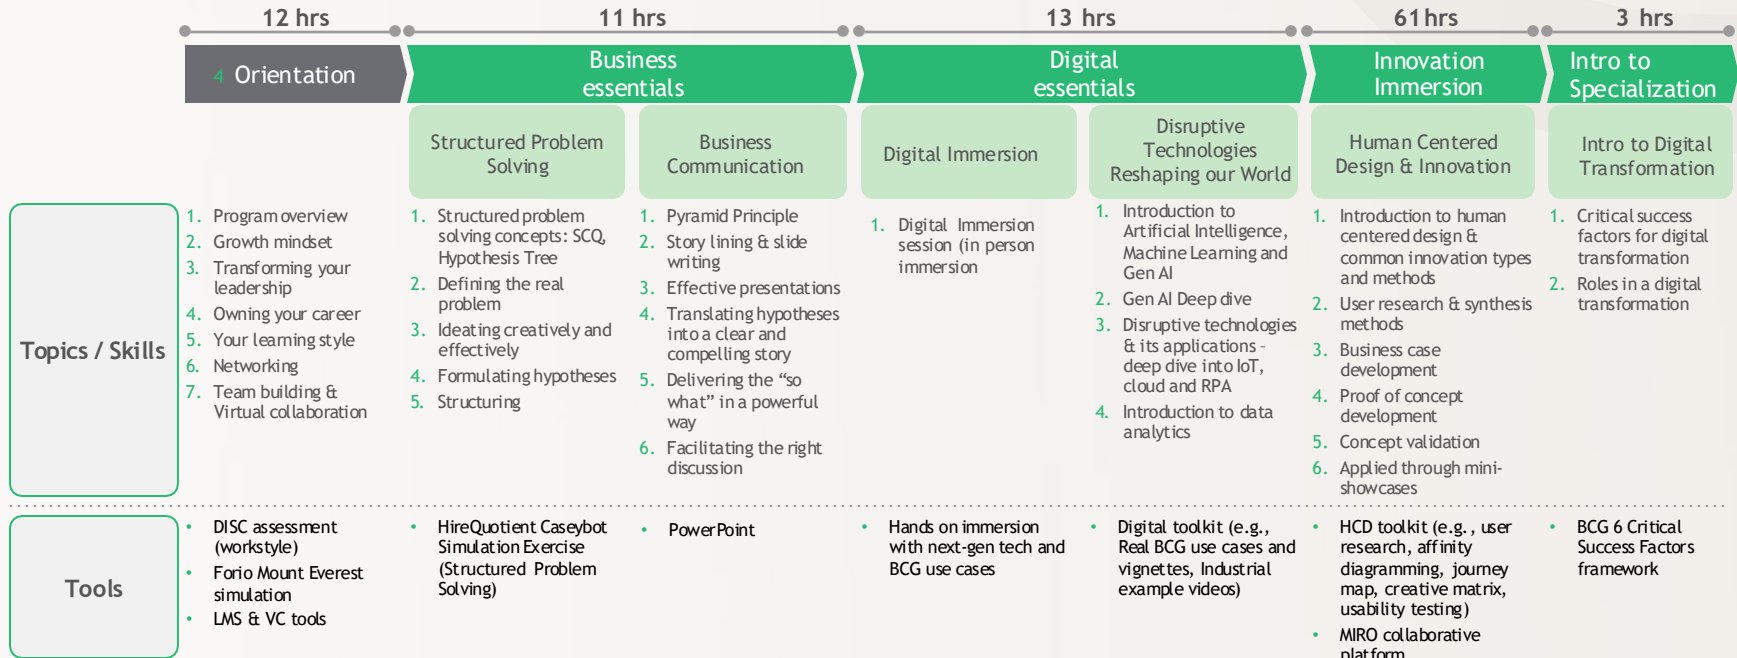 12 hrs
11 hrs
13 hrs
61 hrs
3 hrs
4 Orientation
Business
essentials
Digital
essentials
Innovation
Immersion
Intro to
Specialization
Structured Problem
Solving
Business
Communication
Digital Immersion
Disruptive
Technologies
Reshaping our World
Human Centered
Design & Innovation
Intro to Digital
Transformation
Topics / Skills
1. Program overview
2. Growth mindset
3. Transforming your
leadership
4. Owning your career
5. Your learning style
6. Networking
7. Team building &
Virtual collaboration
1. Structured problem
solving concepts: SCQ,
Hypothesis Tree
2. Defining the real
problem
3. Ideating creatively and
effectively
4. Formulating hypotheses
5. Structuring
1. Pyramid Principle
2. Story lining & slide
writing
3. Effective presentations
4. Translating hypotheses
into a clear and
compelling story
5. Delivering the “so
what” in a powerful
way
6. Facilitating the right
discussion
1. Digital Immersion
session (in person
immersion
1. Introduction to
Artificial Intelligence,
Machine Learning and
Gen AI
2. Gen AI Deep dive
3. Disruptive technologies
& its applications –
deep dive into IoT,
cloud and RPA
4. Introduction to data
analytics
1. Introduction to human
centered design &
common innovation types
and methods
2. User research & synthesis
methods
3. Business case
development
4. Proof of concept
development
5. Concept validation
6. Applied through mini-
showcases
1. Critical success
factors for digital
transformation
2. Roles in a digital
transformation
Tools
• DISC assessment
(workstyle)
• Forio Mount Everest
simulation
• LMS & VC tools
• HireQuotient Caseybot
Simulation Exercise
(Structured Problem
Solving)
• PowerPoint
• Hands on immersion
with next-gen tech and
BCG use cases
• Digital toolkit (e.g.,
Real BCG use cases and
vignettes, Industrial
example videos)
• HCD toolkit (e.g., user
research, affinity
diagramming, journey
map, creative matrix,
usability testing)
• MIRO collaborative
platform
• BCG 6 Critical
Success Factors
framework